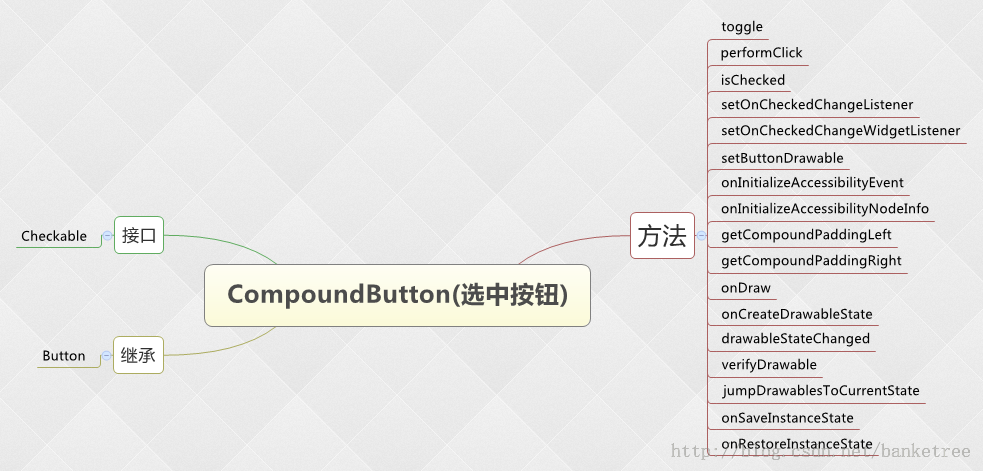 CompoundButton(选中按钮)
接口
Checkable
继承
Button
方法
toggle
performClick
isChecked
setOnCheckedChangeListener
setOnCheckedChangeWidgetListener
setButtonDrawable
onInitializeAccessibilityEvent
onInitializeAccessibilityNodeInfo
getCompoundPaddingLeft
getCompoundPaddingRight
onDraw
onCreateDrawableState
drawableStateChanged
verifyDrawable
jumpDrawablesToCurrentState
onSaveInstanceState
onRestoreInstanceState
http://blog.csdn.net/banketree